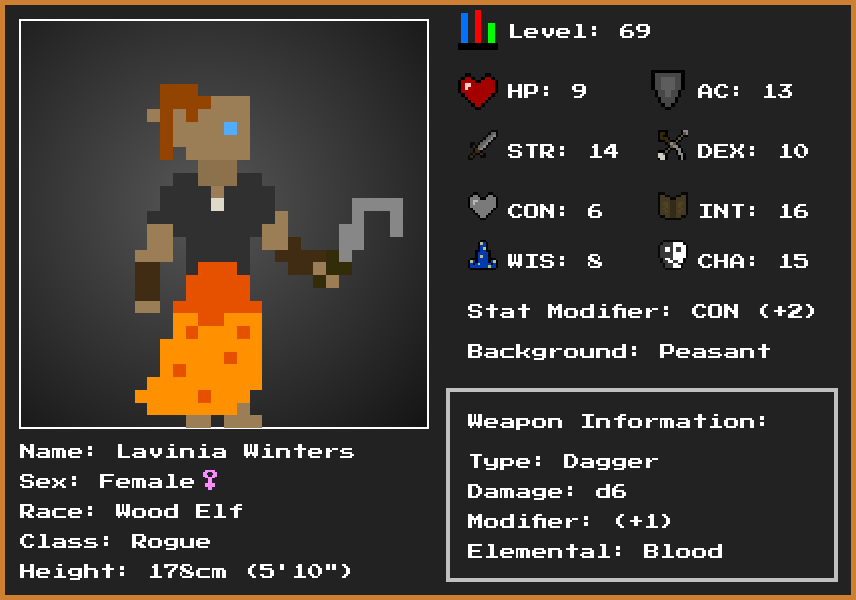 Level: 69
HP: 9
AC: 13
STR: 14
DEX: 10
CON: 6
INT: 16
WIS: 8
CHA: 15
Stat Modifier: CON (+2)
Background: Peasant
Weapon Information:
Type: Dagger
Damage: d6
Modifier: (+1)
Elemental: Blood
Name: Lavinia Winters
Sex: Female♀
Race: Wood Elf
Class: Rogue
Height: 178cm (5'10")